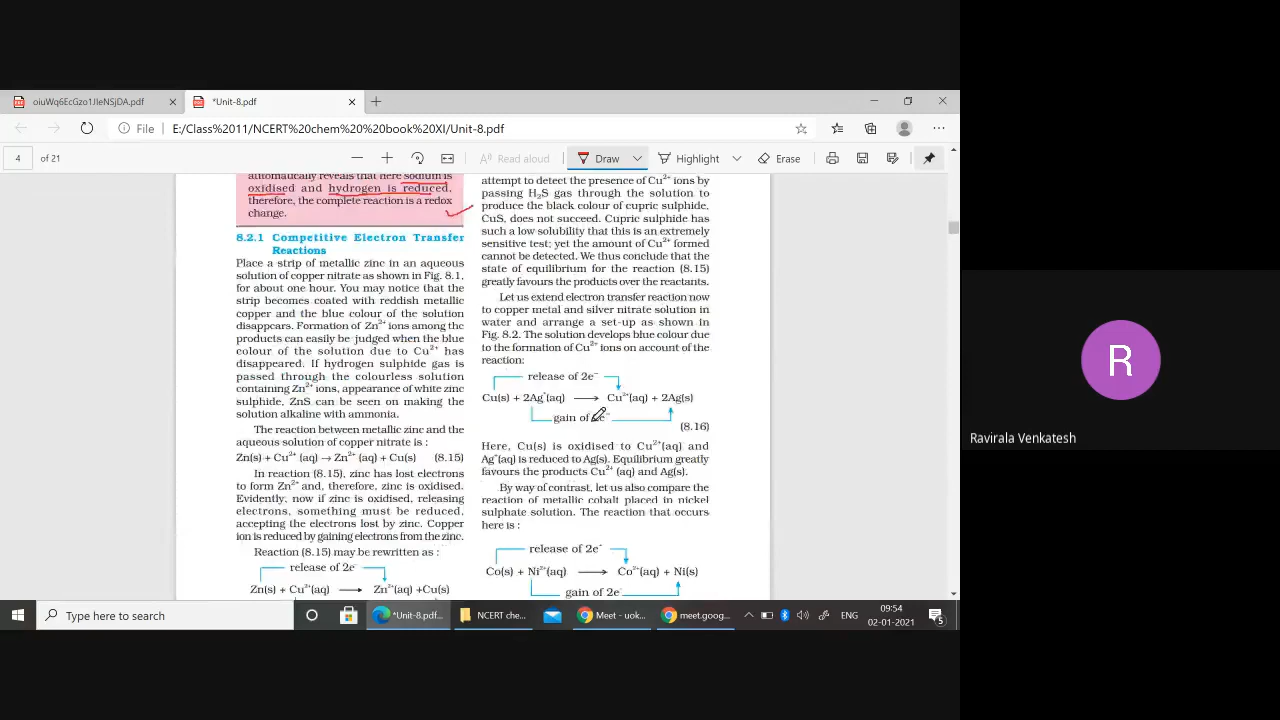 oiuWq6EcGzo1JIeNSjDA.pdf
*Unit-8.pdf
File
E:/Class%2011/NCERT%20chem%20%20book%20XI/Unit-8.pdf
4
of 21
Read aloud
Draw
Highlight
Erase
automatically reveals that here sodium is
oxidised and hydrogen is reduced,
therefore, the complete reaction is a redox
change.
8.2.1 Competitive Electron Transfer
Reactions
Place a strip of metallic zinc in an aqueous
solution of copper nitrate as shown in Fig. 8.1,
for about one hour. You may notice that the
strip becomes coated with reddish metallic
copper and the blue colour of the solution
disappears. Formation of Zn²⁺ ions among the
products can easily be judged when the blue
colour of the solution due to Cu²⁺ has
disappeared. If hydrogen sulphide gas is
passed through the colourless solution
containing Zn²⁺ ions, appearance of white zinc
sulphide, ZnS can be seen on making the
solution alkaline with ammonia.
The reaction between metallic zinc and the
aqueous solution of copper nitrate is :
Zn(s) + Cu²⁺ (aq) → Zn²⁺ (aq) + Cu(s) (8.15)
In reaction (8.15), zinc has lost electrons
to form Zn²⁺ and, therefore, zinc is oxidised.
Evidently, now if zinc is oxidised, releasing
electrons, something must be reduced,
accepting the electrons lost by zinc. Copper
ion is reduced by gaining electrons from the zinc.
Reaction (8.15) may be rewritten as :
release of 2e⁻
Zn(s) + Cu²⁺(aq) → Zn²⁺(aq) +Cu(s)
attempt to detect the presence of Cu²⁺ ions by
passing H₂S gas through the solution to
produce the black colour of cupric sulphide,
CuS, does not succeed. Cupric sulphide has
such a low solubility that this is an extremely
sensitive test; yet the amount of Cu²⁺ formed
cannot be detected. We thus conclude that the
state of equilibrium for the reaction (8.15)
greatly favours the products over the reactants.
Let us extend electron transfer reaction now
to copper metal and silver nitrate solution in
water and arrange a set-up as shown in
Fig. 8.2. The solution develops blue colour due
to the formation of Cu²⁺ ions on account of the
reaction:
release of 2e⁻
Cu(s) + 2Ag⁺(aq) → Cu²⁺(aq) + 2Ag(s)
gain of 2e⁻
(8.16)
Here, Cu(s) is oxidised to Cu²⁺(aq) and
Ag⁺(aq) is reduced to Ag(s). Equilibrium greatly
favours the products Cu²⁺ (aq) and Ag(s).
By way of contrast, let us also compare the
reaction of metallic cobalt placed in nickel
sulphate solution. The reaction that occurs
here is :
release of 2e⁻
Co(s) + Ni²⁺(aq) → Co²⁺(aq) + Ni(s)
gain of 2e⁻
R
Ravirala Venkatesh
Type here to search
*Unit-8.pdf...
NCERT che...
Meet - uok...
meet.goog...
ENG
09:54
02-01-2021
5